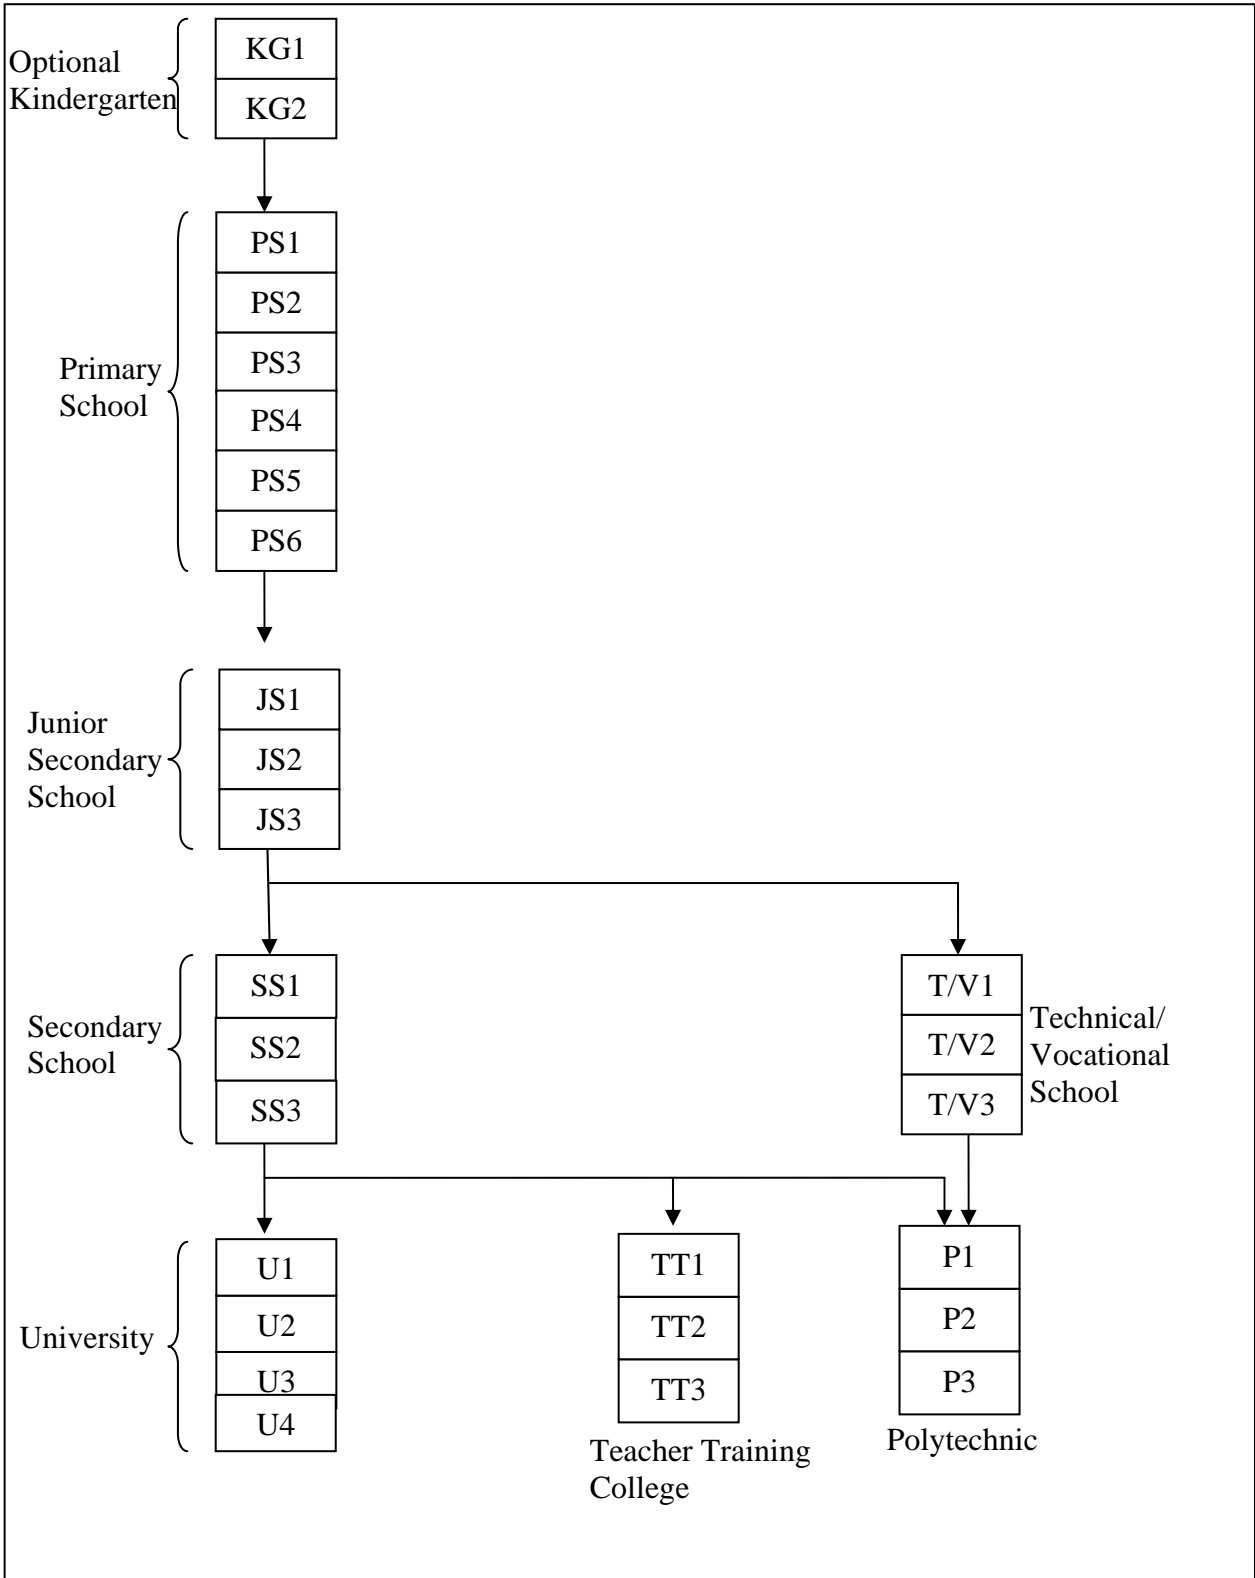 Optional
Kindergarten
KG1
KG2
Primary
School
PS1
PS2
PS3
PS4
PS5
PS6
Junior
Secondary
School
JS1
JS2
JS3
Secondary
School
SS1
SS2
SS3
T/V1
T/V2
T/V3
Technical/
Vocational
School
University
U1
U2
U3
U4
TT1
TT2
TT3
Teacher Training
College
P1
P2
P3
Polytechnic